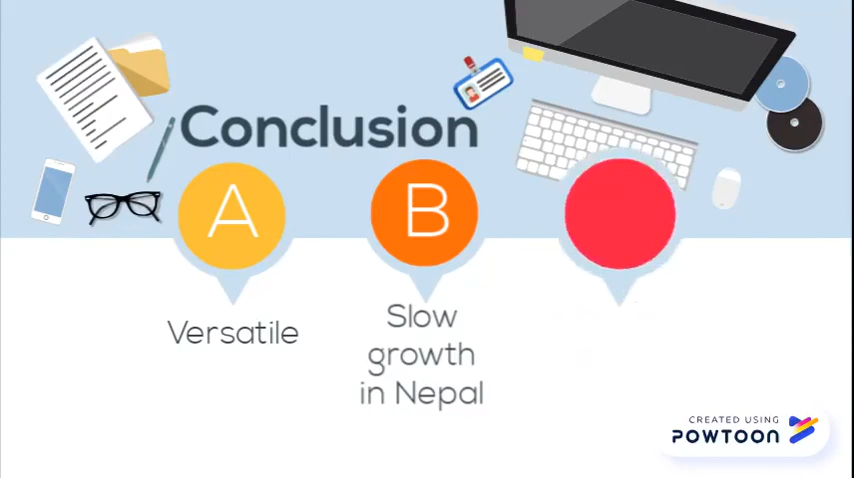 Conclusion
A
B
Versatile
Slow
growth
in Nepal
CREATED USING
POWTOON